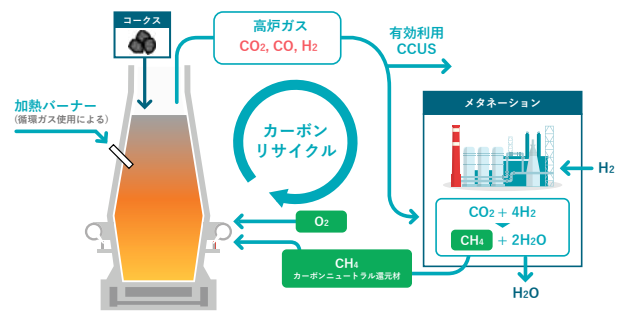 コークス
高炉ガス
CO2, CO, H2
有効利用
CCUS
加熱バーナー
(循環ガス使用による)
カーボン
リサイクル
メタネーション
H2
CO2 + 4H2
CH4 + 2H2O
O2
CH4
カーボンニュートラル還元材
H2O